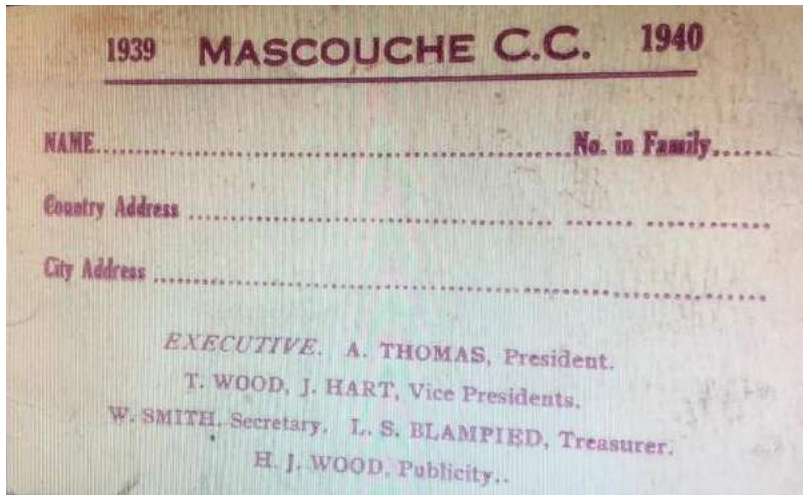 1939 MASCOUCHE C.C. 1940
NAME.................................................No. in Family......
Country Address ................................................................
City Address ................................................................
EXECUTIVE. A. THOMAS, President.
T. WOOD, J. HART, Vice Presidents.
W. SMITH, Secretary, L. S. BLAMPIED, Treasurer.
H. J. WOOD, Publicity..